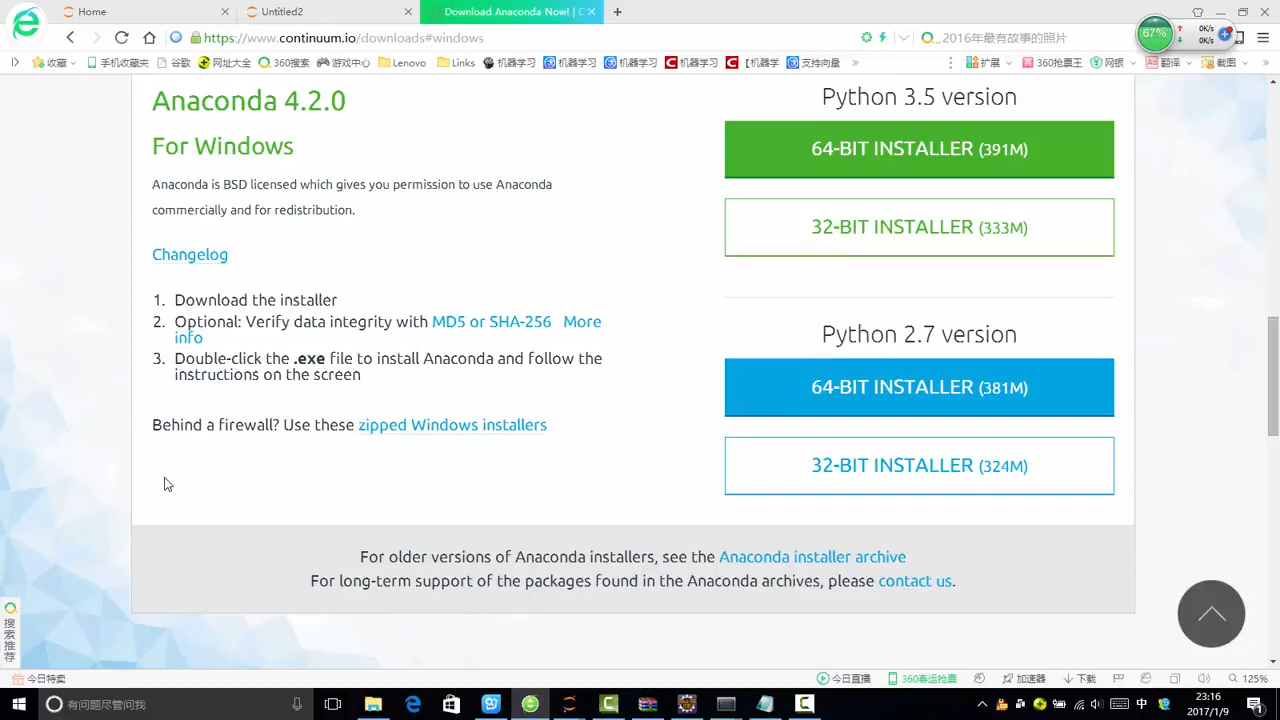 Home
Untitled2
Download Anaconda Now! | C
https://www.continuum.io/downloads#windows
2016年最有故事的照片
67%
0K/s
0K/s
收藏
手机收藏夹
谷歌
网址大全
360搜索
游戏中心
Lenovo
Links
机器学习
机器学习
机器学习
机器学习
【机器学
支持向量
扩展
360抢票王
网银
翻译
截图
Anaconda 4.2.0
For Windows
Anaconda is BSD licensed which gives you permission to use Anaconda
commercially and for redistribution.
Changelog
1. Download the installer
2. Optional: Verify data integrity with MD5 or SHA-256 More
info
3. Double-click the .exe file to install Anaconda and follow the
instructions on the screen
Behind a firewall? Use these zipped Windows installers
Python 3.5 version
64-BIT INSTALLER (391M)
32-BIT INSTALLER (333M)
Python 2.7 version
64-BIT INSTALLER (381M)
32-BIT INSTALLER (324M)
For older versions of Anaconda installers, see the Anaconda installer archive
For long-term support of the packages found in the Anaconda archives, please contact us.
搜索推荐
今日特卖
今日直播
360春运抢票
加速器
下载
125%
有问题尽管问我
中
23:16
2017/1/9